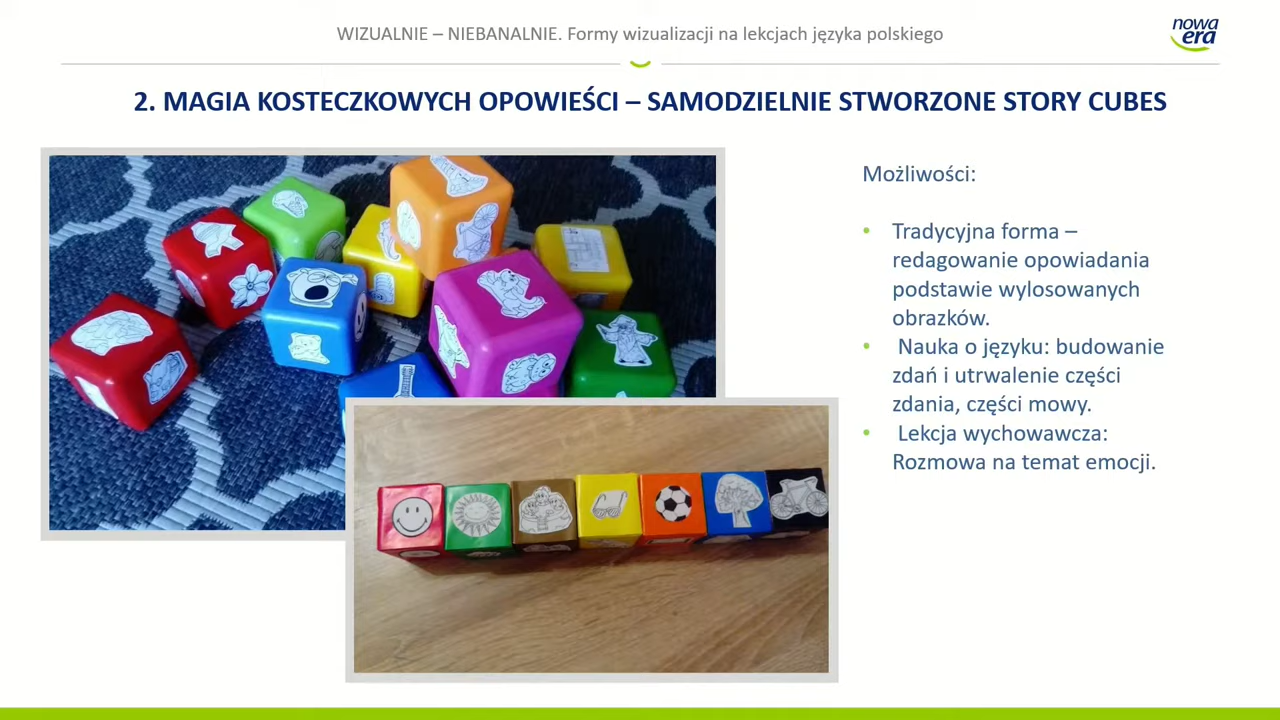 WIZUALNIE – NIEBANALNIE. Formy wizualizacji na lekcjach języka polskiego
nowa
era
2. MAGIA KOSTECZKOWYCH OPOWIEŚCI – SAMODZIELNIE STWORZONE STORY CUBES
Możliwości:
• Tradycyjna forma –
redagowanie opowiadania
podstawie wylosowanych
obrazków.
• Nauka o języku: budowanie
zdań i utrwalenie części
zdania, części mowy.
• Lekcja wychowawcza:
Rozmowa na temat emocji.